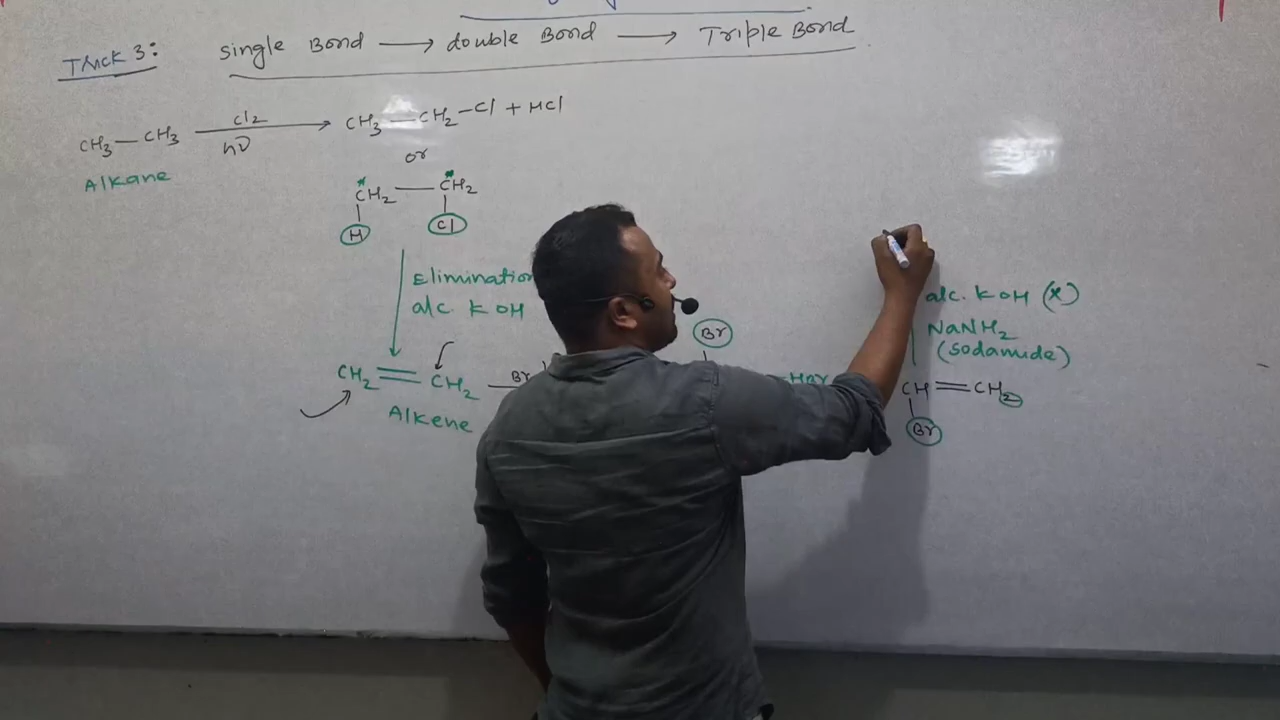 Trick 3: single Bond → double Bond → Triple Bond
CH3—CH3 Cl2 hν → CH3—CH2—Cl + HCl
Alkane
or
*CH2—*CH2
H Cl
Elimination
alc. KOH
CH2=CH2
Alkene
Br
Br
alc. KOH (x)
NaNH2
(sodamide)
CH=CH2
Br